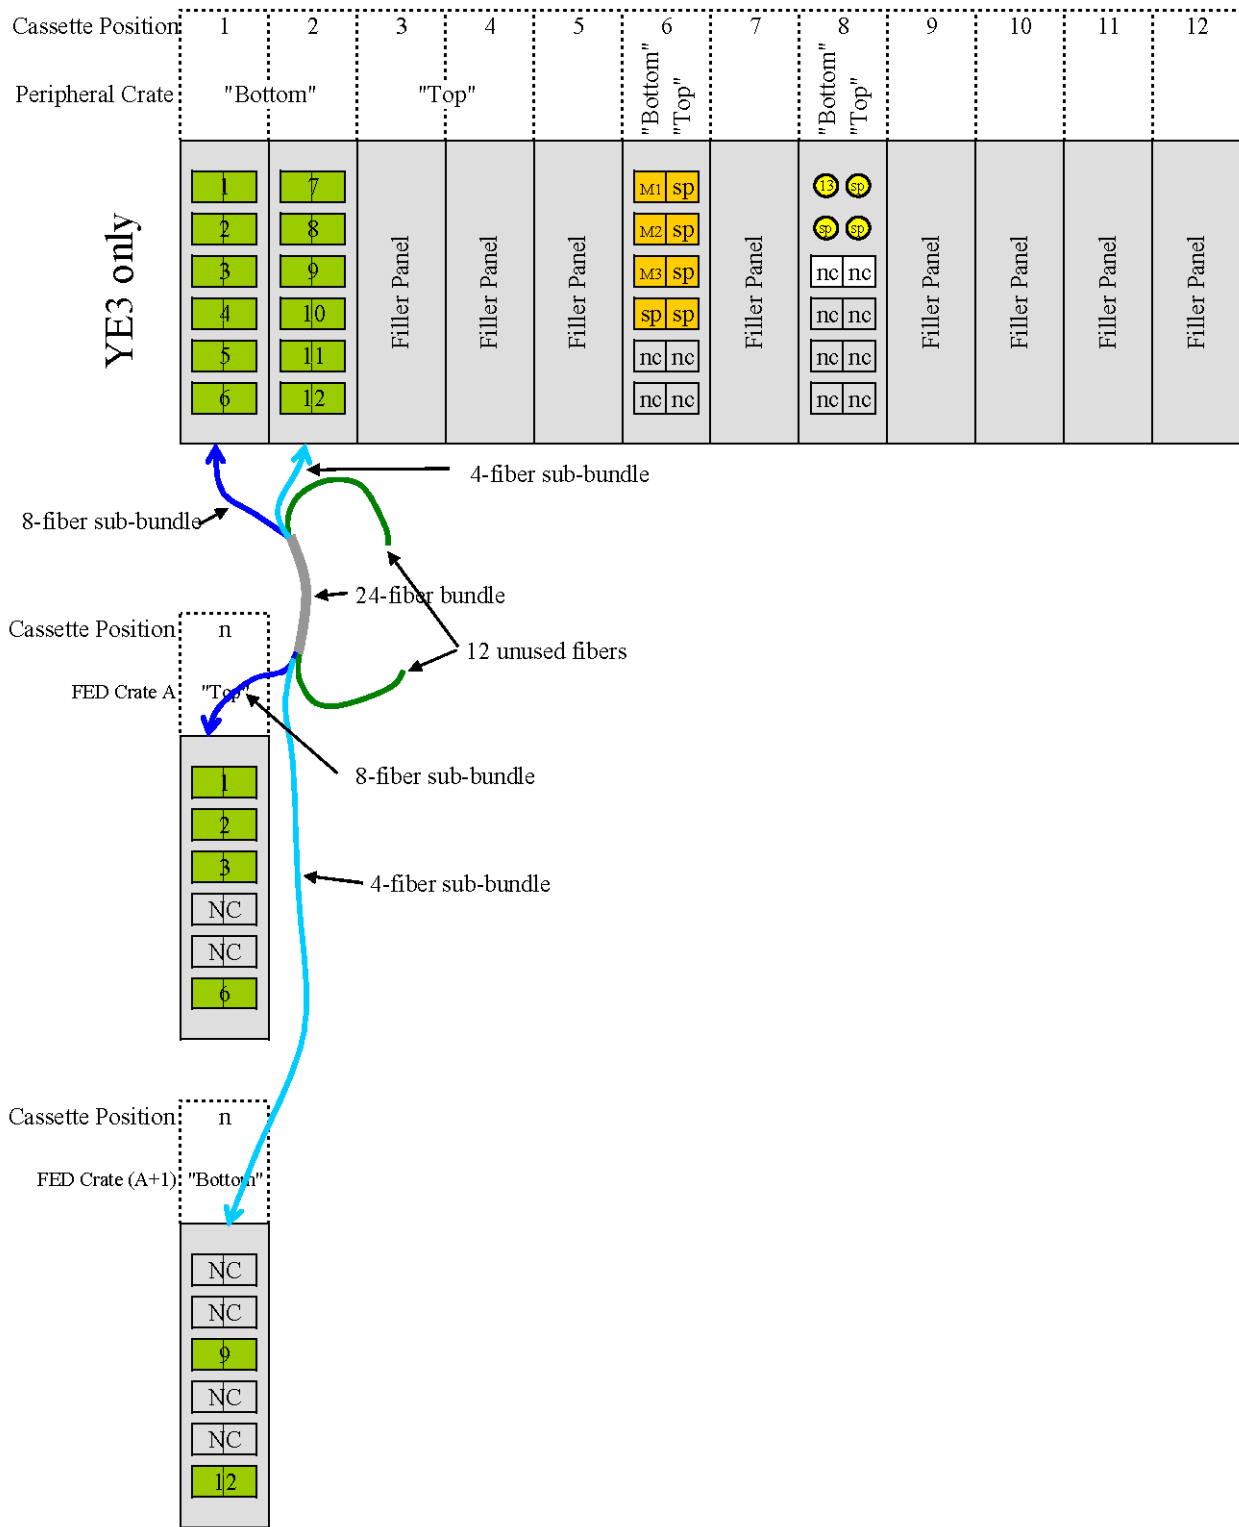 Cassette Position 1 2 3 4 5 6 7 8 9 10 11 12
Peripheral Crate "Bottom" "Top" "Bottom" "Top" "Bottom" "Top"
YE3 only
1 7 M1 sp 13 sp
2 8 M2 sp sp sp
3 9 M3 sp nc nc
4 10 sp sp nc nc
5 11 nc nc nc nc
6 12 nc nc nc nc
Filler Panel
Filler Panel
Filler Panel
Filler Panel
Filler Panel
Filler Panel
Filler Panel
Filler Panel
4-fiber sub-bundle
8-fiber sub-bundle
24-fiber bundle
Cassette Position n
12 unused fibers
FED Crate A "Top"
8-fiber sub-bundle
1
2
3
NC
NC
6
4-fiber sub-bundle
Cassette Position n
FED Crate (A+1) "Bottom"
NC
NC
9
NC
NC
12